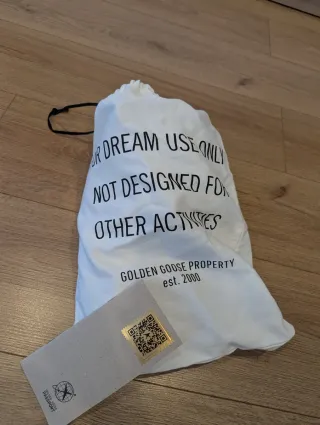 R DREAM USE ONLY
NOT DESIGNED FOR
OTHER ACTIVITIES
GOLDEN GOOSE PROPERTY
est. 2000